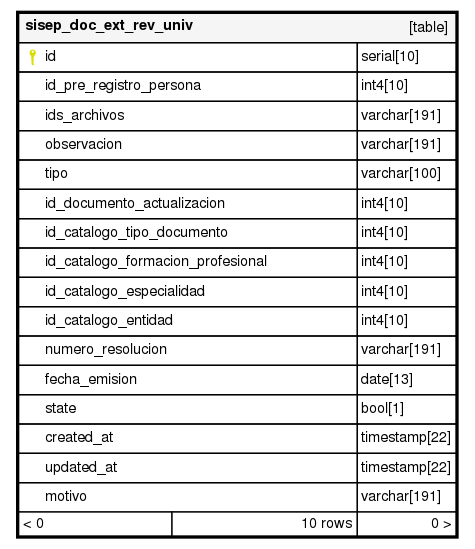 sisep_doc_ext_rev_univ [table]
id serial[10]
id_pre_registro_persona int4[10]
ids_archivos varchar[191]
observacion varchar[191]
tipo varchar[100]
id_documento_actualizacion int4[10]
id_catalogo_tipo_documento int4[10]
id_catalogo_formacion_profesional int4[10]
id_catalogo_especialidad int4[10]
id_catalogo_entidad int4[10]
numero_resolucion varchar[191]
fecha_emision date[13]
state bool[1]
created_at timestamp[22]
updated_at timestamp[22]
motivo varchar[191]
< 0 10 rows 0 >